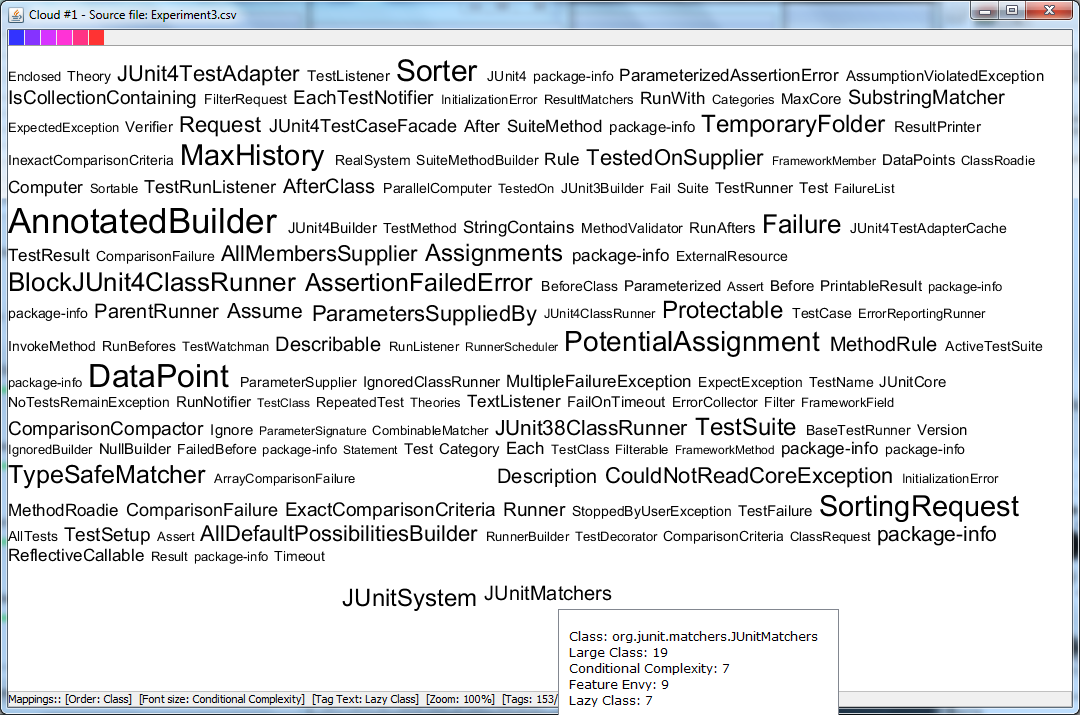 Cloud #1 - Source file: Experiment3.csv
Enclosed Theory JUnit4TestAdapter TestListener Sorter JUnit4 package-info ParameterizedAssertionError AssumptionViolatedException
IsCollectionContaining FilterRequest EachTestNotifier InitializationError ResultMatchers RunWith Categories MaxCore SubstringMatcher
ExpectedException Verifier Request JUnit4TestCaseFacade After SuiteMethod package-info TemporaryFolder ResultPrinter
InexactComparisonCriteria MaxHistory RealSystem SuiteMethodBuilder Rule TestedOnSupplier FrameworkMember DataPoints ClassRoadie
Computer Sortable TestRunListener AfterClass ParallelComputer TestedOn JUnit3Builder Fail Suite TestRunner Test FailureList
AnnotatedBuilder JUnit4Builder TestMethod StringContains MethodValidator RunAfters Failure JUnit4TestAdapterCache
TestResult ComparisonFailure AllMembersSupplier Assignments package-info ExternalResource
BlockJUnit4ClassRunner AssertionFailedError BeforeClass Parameterized Assert Before PrintableResult package-info
package-info ParentRunner Assume ParametersSuppliedBy JUnit4ClassRunner Protectable TestCase ErrorReportingRunner
InvokeMethod RunBefores TestWatchman Describable RunListener RunnerScheduler PotentialAssignment MethodRule ActiveTestSuite
package-info DataPoint ParameterSupplier IgnoredClassRunner MultipleFailureException ExpectException TestName JUnitCore
NoTestsRemainException RunNotifier TestClass RepeatedTest Theories TextListener FailOnTimeout ErrorCollector Filter FrameworkField
ComparisonCompactor Ignore ParameterSignature CombinableMatcher JUnit38ClassRunner TestSuite BaseTestRunner Version
IgnoredBuilder NullBuilder FailedBefore package-info Statement Test Category Each TestClass Filterable FrameworkMethod package-info package-info
TypeSafeMatcher ArrayComparisonFailure Description CouldNotReadCoreException InitializationError
MethodRoadie ComparisonFailure ExactComparisonCriteria Runner StoppedByUserException TestFailure SortingRequest
AllTests TestSetup Assert AllDefaultPossibilitiesBuilder RunnerBuilder TestDecorator ComparisonCriteria ClassRequest package-info
ReflectiveCallable Result package-info Timeout
JUnitSystem JUnitMatchers
Class: org.junit.matchers.JUnitMatchers
Large Class: 19
Conditional Complexity: 7
Feature Envy: 9
Lazy Class: 7
Mappings:: [Order: Class] [Font size: Conditional Complexity] [Tag Text: Lazy Class] [Zoom: 100%] [Tags: 153/